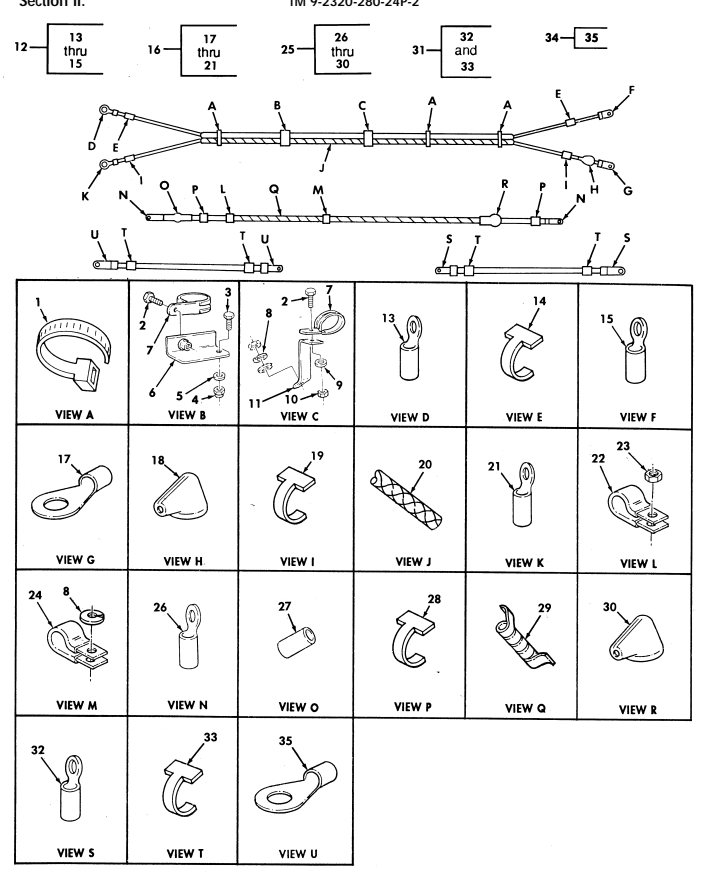 Section II.
TM 9-2320-280-24P-2
12 13 thru 15
16 17 thru 21
25 26 thru 30
31 32 and 33
34 35
A B C A A E F
D E J I H G
K I
N O P L Q M R P N
U T T U S T T S
1 VIEW A
2 3 7 6 5 4 VIEW B
2 7 8 9 11 10 VIEW C
13 VIEW D
14 VIEW E
15 VIEW F
17 VIEW G
18 VIEW H
19 VIEW I
20 VIEW J
21 VIEW K
22 23 VIEW L
24 8 VIEW M
26 VIEW N
27 VIEW O
28 VIEW P
29 VIEW Q
30 VIEW R
32 VIEW S
33 VIEW T
35 VIEW U